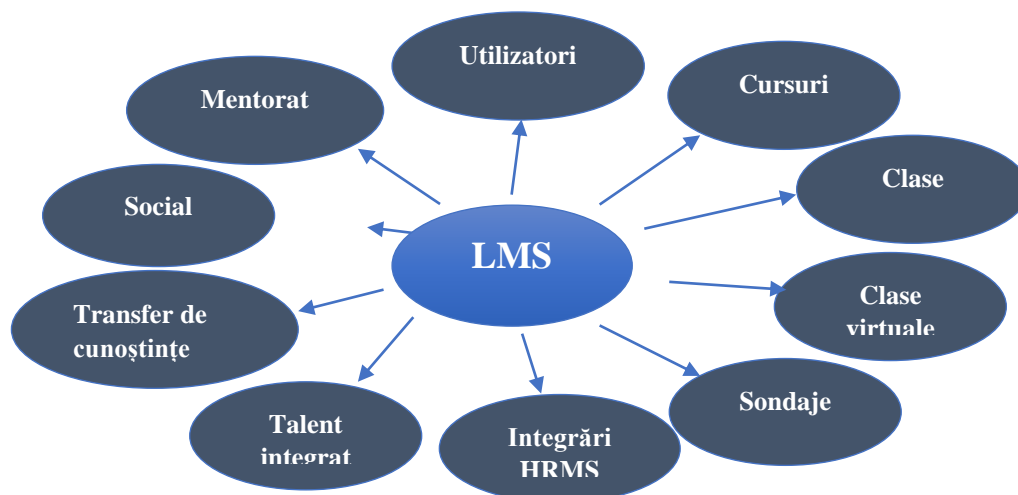 Utilizatori
Mentorat
Cursuri
Clase
Social
LMS
Clase
virtuale
Transfer de
cunoștințe
Sondaje
Talent
integrat
Integrări
HRMS